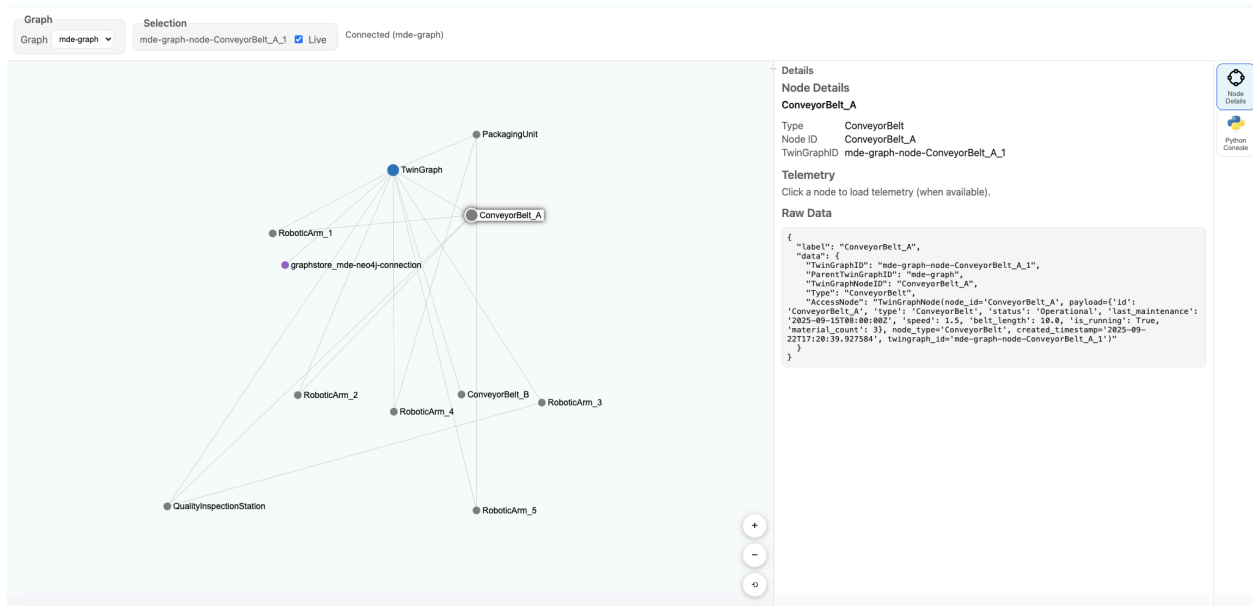 Graph
Graph mde-graph
Selection
mde-graph-node-ConveyorBelt_A_1 Live
Connected (mde-graph)
PackagingUnit
TwinGraph
ConveyorBelt_A
RoboticArm_1
graphstore_mde-neo4j-connection
RoboticArm_2
ConveyorBelt_B
RoboticArm_3
RoboticArm_4
QualityInspectionStation
RoboticArm_5
+
−
Details
Node Details
ConveyorBelt_A
Type ConveyorBelt
Node ID ConveyorBelt_A
TwinGraphID mde-graph-node-ConveyorBelt_A_1
Telemetry
Click a node to load telemetry (when available).
Raw Data
{
"label": "ConveyorBelt_A",
"data": {
"TwinGraphID": "mde-graph-node-ConveyorBelt_A_1",
"ParentTwinGraphID": "mde-graph",
"TwinGraphNodeID": "ConveyorBelt_A",
"Type": "ConveyorBelt",
"AccessNode": "TwinGraphNode(node_id='ConveyorBelt_A', payload={'id':
'ConveyorBelt_A', 'type': 'ConveyorBelt', 'status': 'Operational', 'last_maintenance':
'2025-09-15T08:00:00Z', 'speed': 1.5, 'belt_length': 10.0, 'is_running': True,
'material_count': 3}, node_type='ConveyorBelt', created_timestamp='2025-09-
22T17:20:39.927584', twingraph_id='mde-graph-node-ConveyorBelt_A_1')"
}
}
Node
Details
Python
Console